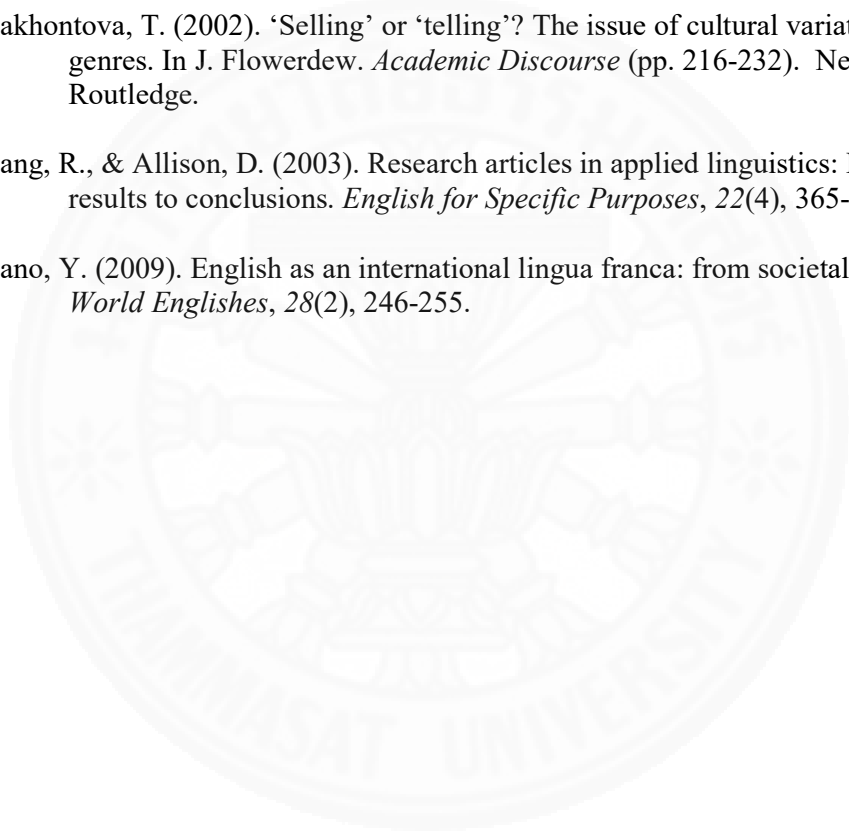 akhontova, T. (2002). ‘Selling’ or ‘telling’? The issue of cultural variat
genres. In J. Flowerdew. Academic Discourse (pp. 216-232). Ne
Routledge.
ang, R., & Allison, D. (2003). Research articles in applied linguistics:
results to conclusions. English for Specific Purposes, 22(4), 365-
ano, Y. (2009). English as an international lingua franca: from societal
World Englishes, 28(2), 246-255.
THAMMASAT UNIVERSITY